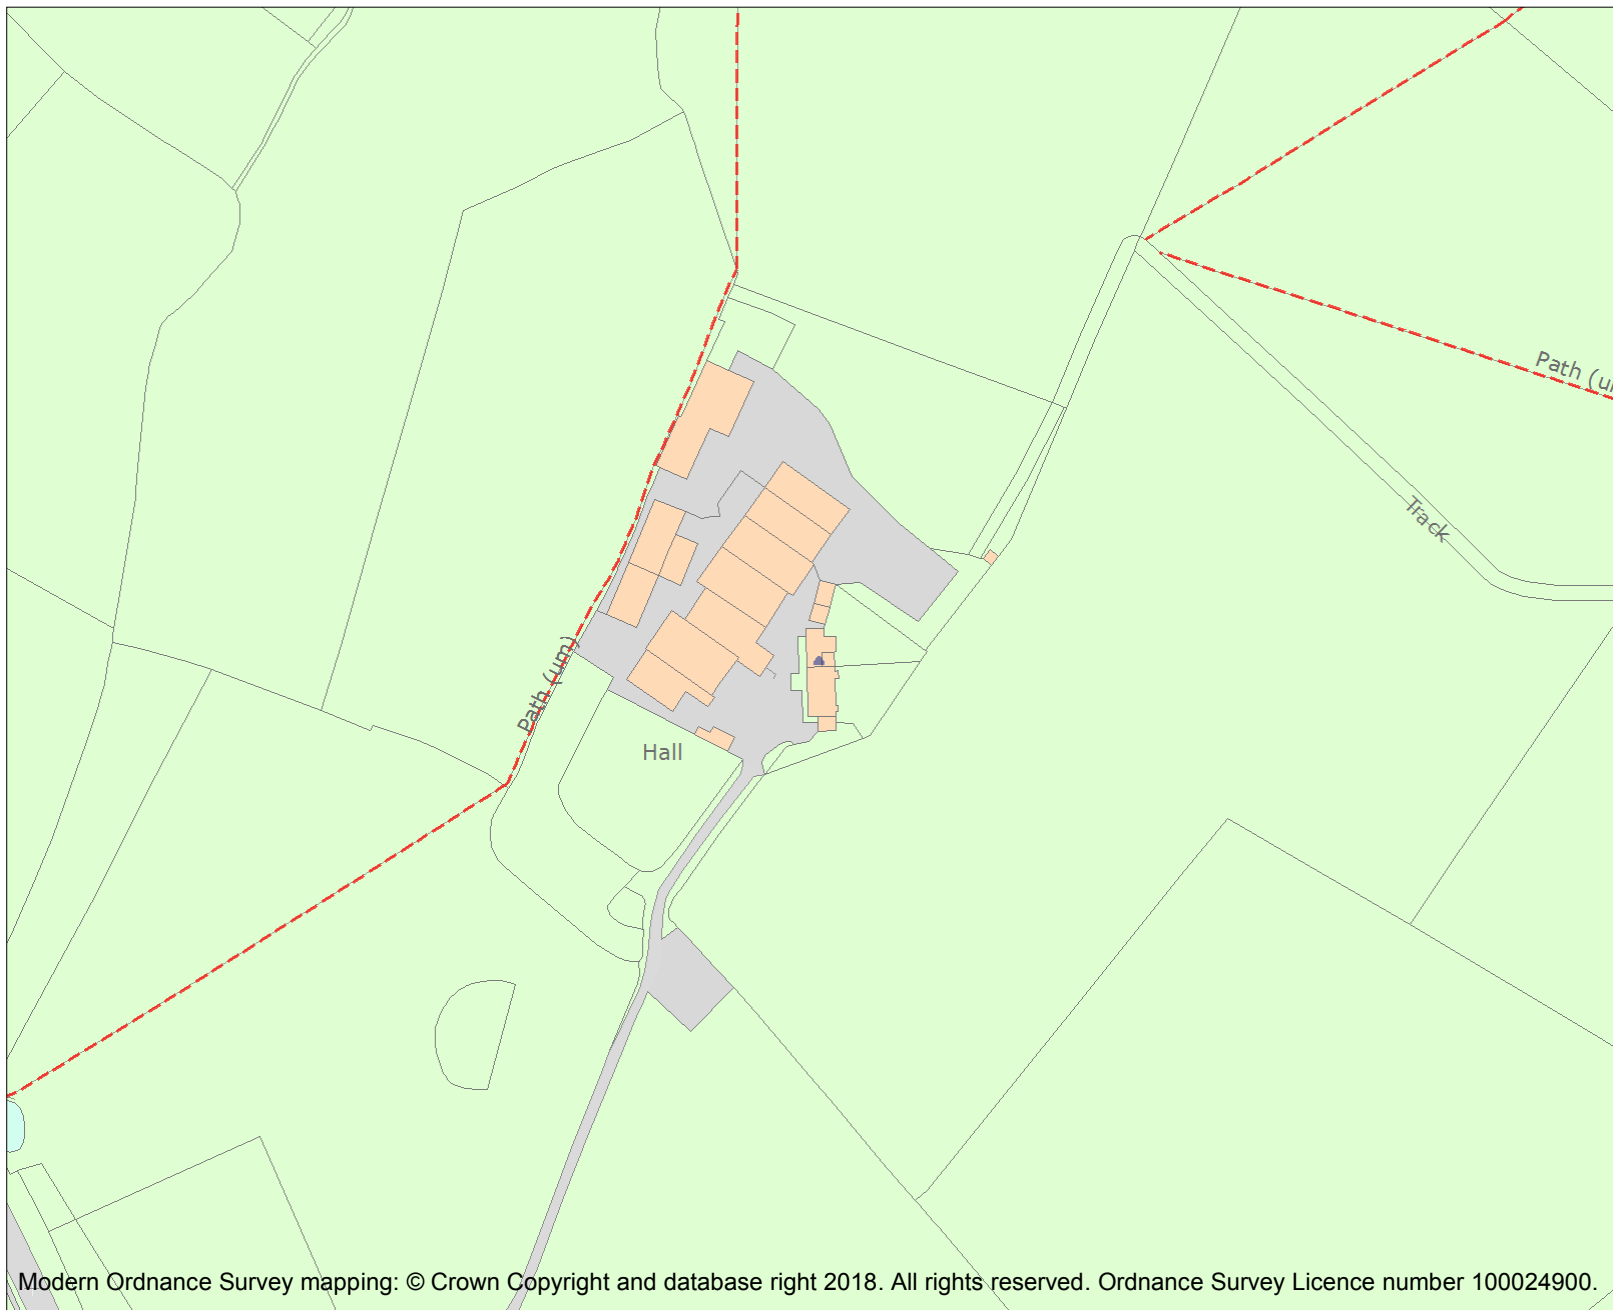 Path (u
Track
Path (um)
Hall
Modern Ordnance Survey mapping: © Crown Copyright and database right 2018. All rights reserved. Ordnance Survey Licence number 100024900.